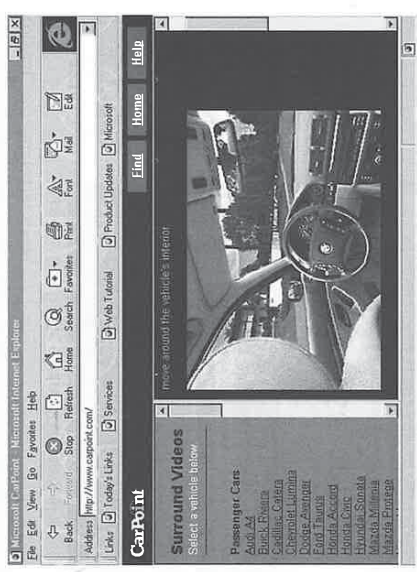 Microsoft CarPoint - Microsoft Internet Explorer
File Edit View Go Favorites Help
Back Forward Stop Refresh Home Search Favorites Print Font Mail Edit
Address http://www.carpoint.com/
Links Today's Links Services Web Tutorial Product Updates Microsoft
CarPoint Find Home Help
Surround Videos
Select a vehicle below.
move around the vehicle's interior
Passenger Cars
Audi A4
Buick Riviera
Cadillac Catera
Chevrolet Lumina
Dodge Avenger
Ford Taurus
Honda Accord
Honda Civic
Hyundai Sonata
Mazda Millenia
Mazda Protege